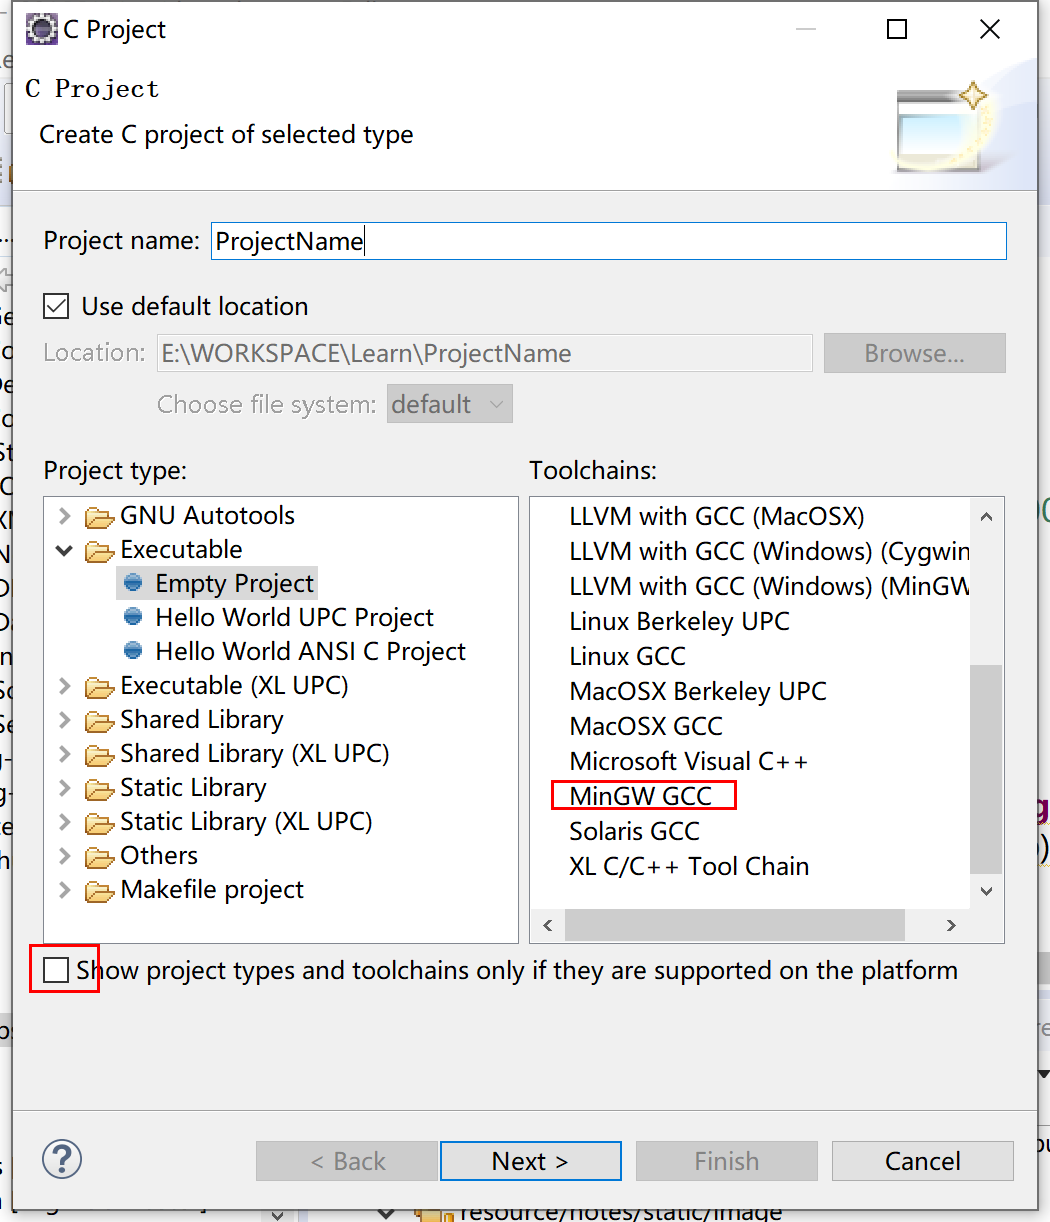 C Project
C Project
Create C project of selected type
Project name: ProjectName
Use default location
Location: E:\WORKSPACE\Learn\ProjectName Browse...
Choose file system: default
Project type:
Toolchains:
GNU Autotools
Executable
Empty Project
Hello World UPC Project
Hello World ANSI C Project
Executable (XL UPC)
Shared Library
Shared Library (XL UPC)
Static Library
Static Library (XL UPC)
Others
Makefile project
LLVM with GCC (MacOSX)
LLVM with GCC (Windows) (Cygwin
LLVM with GCC (Windows) (MinGW
Linux Berkeley UPC
Linux GCC
MacOSX Berkeley UPC
MacOSX GCC
Microsoft Visual C++
MinGW GCC
Solaris GCC
XL C/C++ Tool Chain
Show project types and toolchains only if they are supported on the platform
? < Back Next > Finish Cancel
resource/notes/static/image